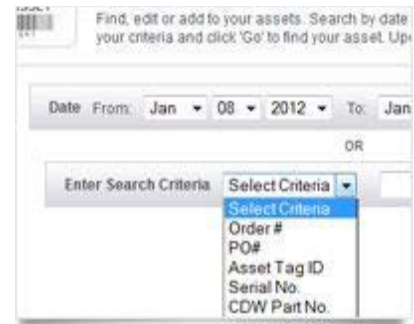 Find, edit or add to your assets. Search by date
your criteria and click 'Go' to find your asset.
Date From: Jan 08 2012 To: Jan
OR
Enter Search Criteria Select Criteria
Select Criteria
Order #
PO#
Asset Tag ID
Serial No.
CDW Part No.